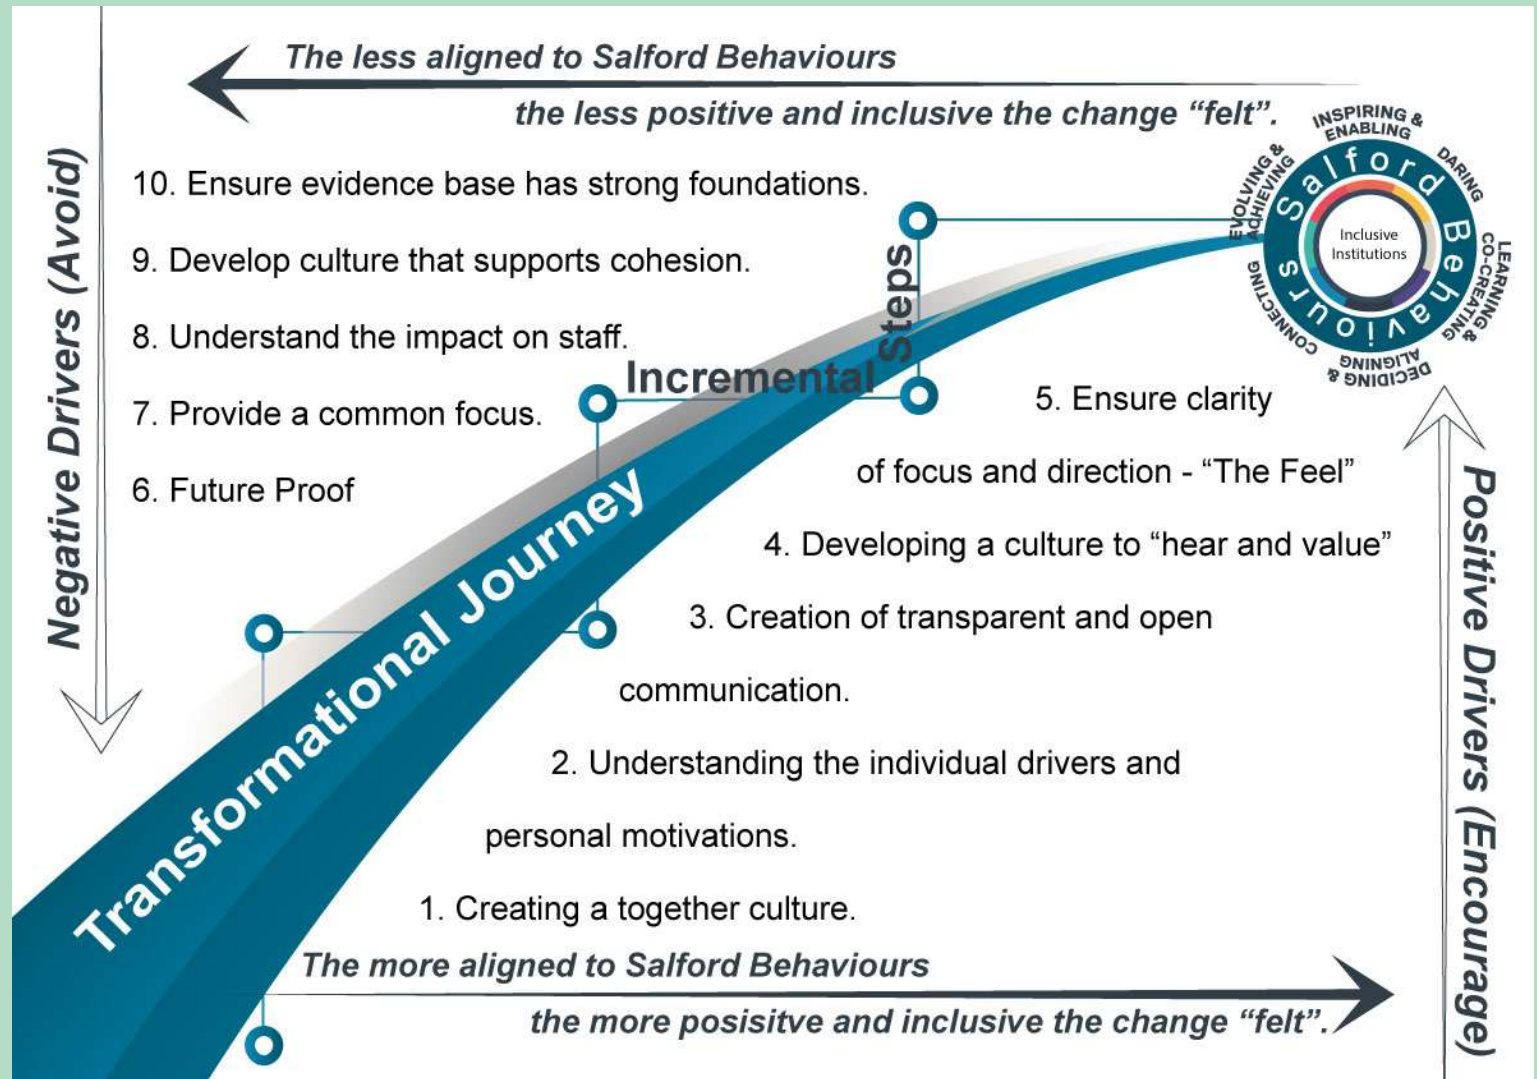 The less aligned to Salford Behaviours
the less positive and inclusive the change “felt”.
Negative Drivers (Avoid)
10. Ensure evidence base has strong foundations.
9. Develop culture that supports cohesion.
8. Understand the impact on staff.
7. Provide a common focus.
6. Future Proof
Incremental
Steps
Transformational Journey
INSPIRING &
ENABLING
DARING
LEARNING &
CO-CREATING
DECIDING &
ALIGNING
CONNECTING
EVOLVING &
ACHIEVING
Salford Behaviours
Inclusive
Institutions
5. Ensure clarity
of focus and direction - “The Feel”
4. Developing a culture to “hear and value”
3. Creation of transparent and open
communication.
2. Understanding the individual drivers and
personal motivations.
1. Creating a together culture.
Positive Drivers (Encourage)
The more aligned to Salford Behaviours
the more posisitve and inclusive the change “felt”.